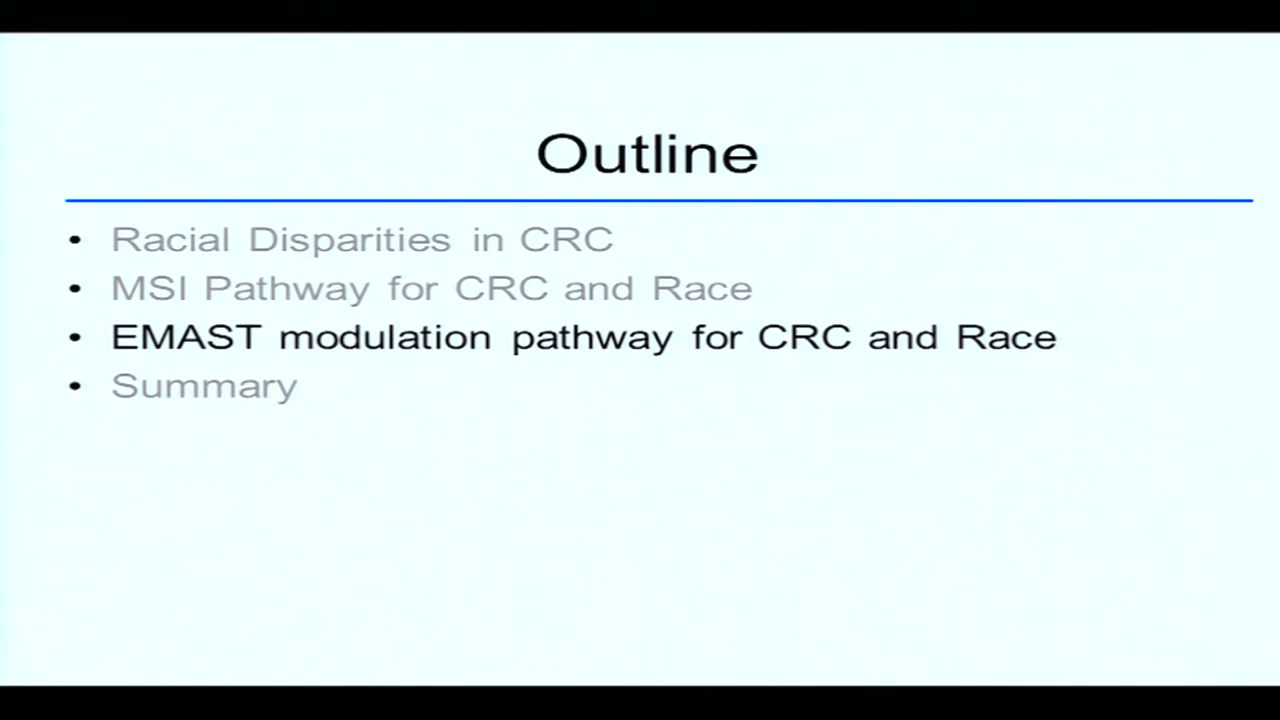 Outline
• Racial Disparities in CRC
• MSI Pathway for CRC and Race
• EMAST modulation pathway for CRC and Race
• Summary